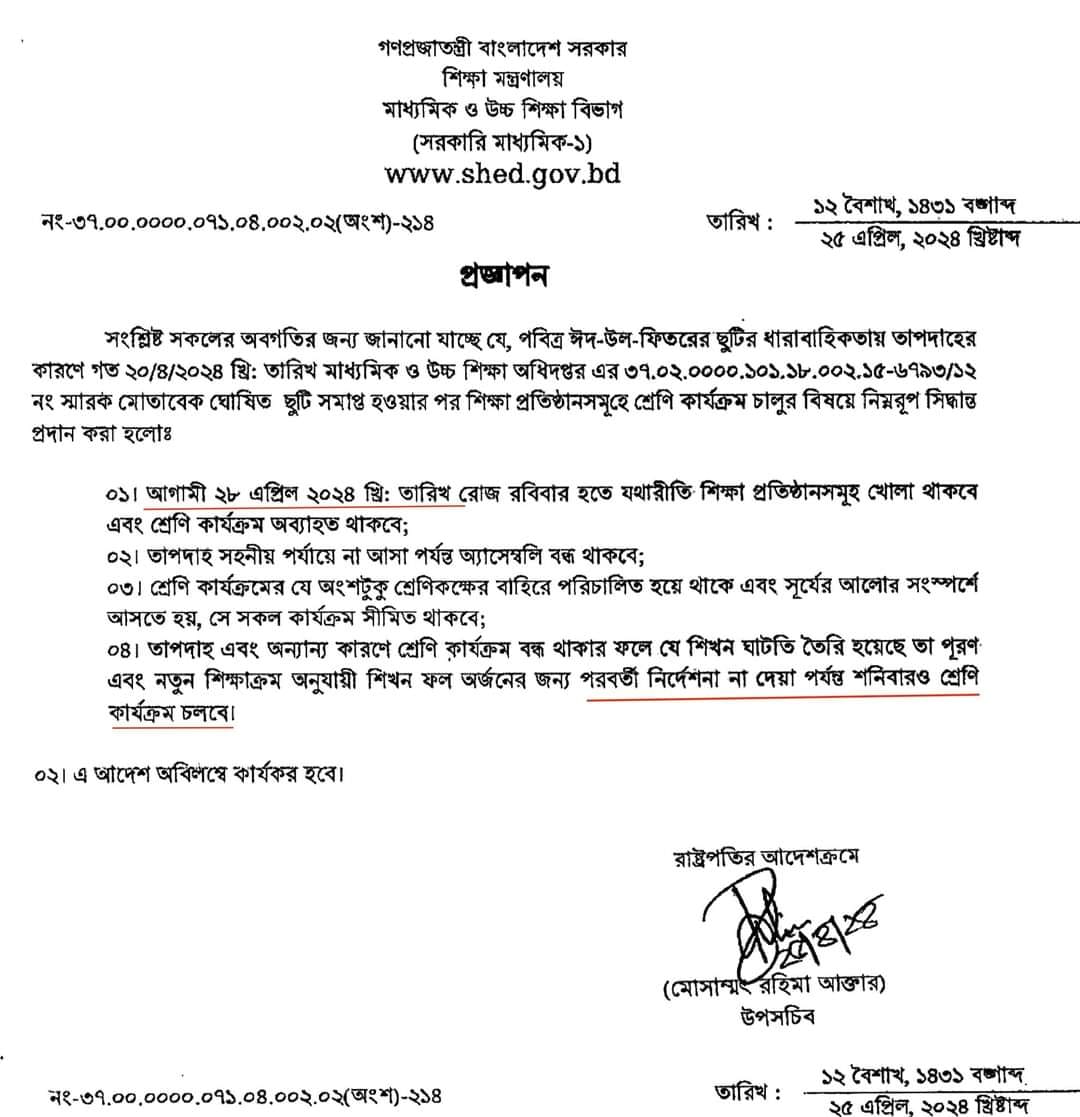 গণপ্রজাতন্ত্রী বাংলাদেশ সরকার
শিক্ষা মন্ত্রণালয়
মাধ্যমিক ও উচ্চ শিক্ষা বিভাগ
(সরকারি মাধ্যমিক-১)
www.shed.gov.bd
নং-৩৭.০০.০০০০.০৭১.০৪.০০২.০২(অংশ)-২১৪
তারিখ :
১২ বৈশাখ, ১৪৩১ বঙ্গাব্দ
২৫ এপ্রিল, ২০২৪ খ্রিষ্টাব্দ
প্রজ্ঞাপন
সংশ্লিষ্ট সকলের অবগতির জন্য জানানো যাচ্ছে যে, পবিত্র ঈদ-উল-ফিতরের ছুটির ধারাবাহিকতায় তাপদাহের
কারণে গত ২০/৪/২০২৪ খ্রি: তারিখ মাধ্যমিক ও উচ্চ শিক্ষা অধিদপ্তর এর ৩৭.০২.০০০০.১০১.১৮.০০২.১৫-৬৭৯৩/১২
নং স্মারক মোতাবেক ঘোষিত ছুটি সমাপ্ত হওয়ার পর শিক্ষা প্রতিষ্ঠানসমূহে শ্রেণি কার্যক্রম চালুর বিষয়ে নিম্নরূপ সিদ্ধান্ত
প্রদান করা হলোঃ
০১। আগামী ২৮ এপ্রিল ২০২৪ খ্রি: তারিখ রোজ রবিবার হতে যথারীতি শিক্ষা প্রতিষ্ঠানসমূহ খোলা থাকবে
এবং শ্রেণি কার্যক্রম অব্যাহত থাকবে;
০২। তাপদাহ সহনীয় পর্যায়ে না আসা পর্যন্ত অ্যাসেম্বলি বন্ধ থাকবে;
০৩। শ্রেণি কার্যক্রমের যে অংশটুকু শ্রেণিকক্ষের বাহিরে পরিচালিত হয়ে থাকে এবং সূর্যের আলোর সংস্পর্শে
আসতে হয়, সে সকল কার্যক্রম সীমিত থাকবে;
০৪। তাপদাহ এবং অন্যান্য কারণে শ্রেণি কার্যক্রম বন্ধ থাকার ফলে যে শিখন ঘাটতি তৈরি হয়েছে তা পূরণ
এবং নতুন শিক্ষাক্রম অনুযায়ী শিখন ফল অর্জনের জন্য পরবর্তী নির্দেশনা না দেয়া পর্যন্ত শনিবারও শ্রেণি
কার্যক্রম চলবে।
০২। এ আদেশ অবিলম্বে কার্যকর হবে।
রাষ্ট্রপতির আদেশক্রমে
২৫/৪/২৪
(মোসাম্মৎ রহিমা আক্তার)
উপসচিব
নং-৩৭.০০.০০০০.০৭১.০৪.০০২.০২(অংশ)-২১৪
তারিখ :
১২ বৈশাখ, ১৪৩১ বঙ্গাব্দ
২৫ এপ্রিল, ২০২৪ খ্রিষ্টাব্দ